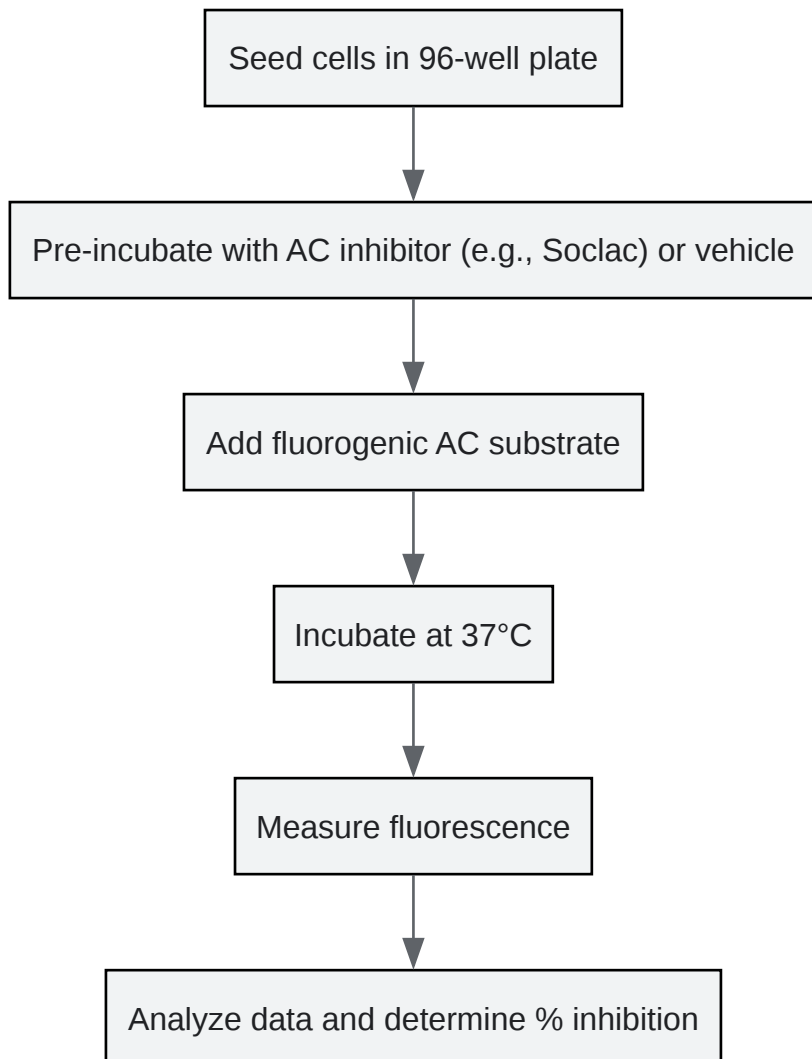 Seed cells in 96-well plate
Pre-incubate with AC inhibitor (e.g., Soclac) or vehicle
Add fluorogenic AC substrate
Incubate at 37°C
Measure fluorescence
Analyze data and determine % inhibition